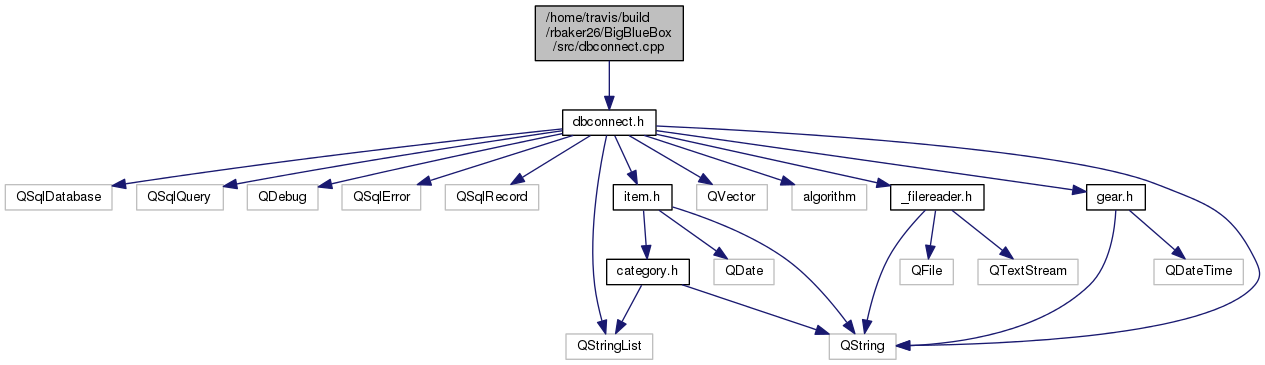 /home/travis/build
/rbaker26/BigBlueBox
/src/dbconnect.cpp
dbconnect.h
QSqlDatabase
QSqlQuery
QDebug
QSqlError
QSqlRecord
item.h
QVector
algorithm
_filereader.h
gear.h
category.h
QDate
QFile
QTextStream
QDateTime
QStringList
QString